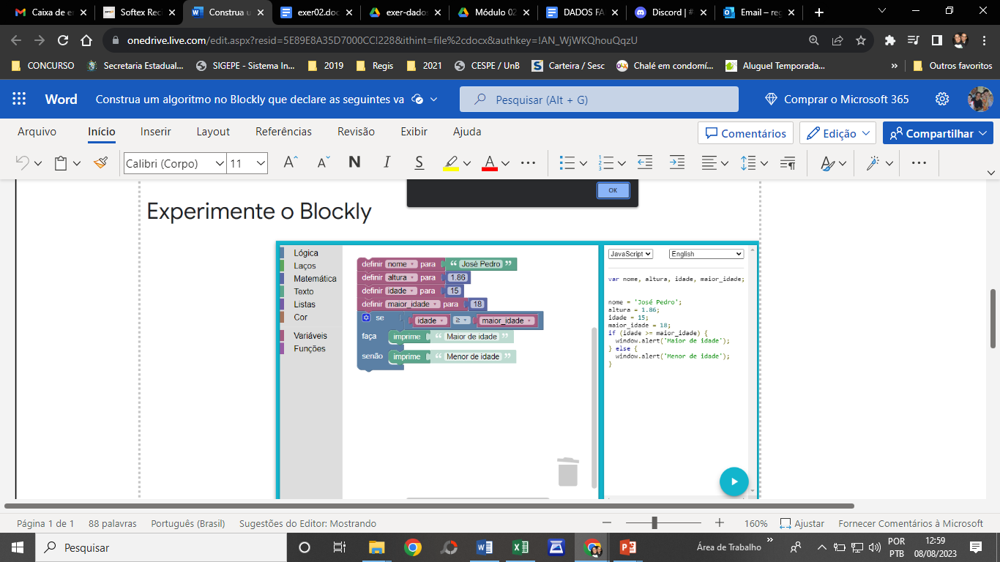 Caixa de e
Softex Rec
Construa u
exer02.doc
exer-dados
Módulo 02
DADOS FA
Discord | #
Email – reg
onedrive.live.com/edit.aspx?resid=5E89E8A35D7000CC!228&ithint=file%2cdocx&authkey=!AN_WjWKQhouQqzU
CONCURSO
Secretaria Estadual...
SIGEPE - Sistema In...
2019
Regis
2021
CESPE / UnB
Carteira / Sesc
Chalé em condomí...
Aluguel Temporada...
»
Outros favoritos
Word
Construa um algoritmo no Blockly que declare as seguintes va
Pesquisar (Alt + G)
Comprar o Microsoft 365
Arquivo
Início
Inserir
Layout
Referências
Revisão
Exibir
Ajuda
Comentários
Edição
Compartilhar
Calibri (Corpo)
11
N
I
S
A
OK
Experimente o Blockly
Lógica
Laços
Matemática
Texto
Listas
Cor
Variáveis
Funções
definir nome para “ José Pedro ”
definir altura para 1.86
definir idade para 15
definir maior_idade para 18
se idade ≥ maior_idade
faça imprime “ Maior de idade ”
senão imprime “ Menor de idade ”
JavaScript
English
var nome, altura, idade, maior_idade;
nome = 'José Pedro';
altura = 1.86;
idade = 15;
maior_idade = 18;
if (idade >= maior_idade) {
window.alert('Maior de idade');
} else {
window.alert('Menor de idade');
}
Página 1 de 1
88 palavras
Português (Brasil)
Sugestões do Editor: Mostrando
160%
Ajustar
Fornecer Comentários à Microsoft
Pesquisar
Área de Trabalho
»
POR
PTB
12:59
08/08/2023